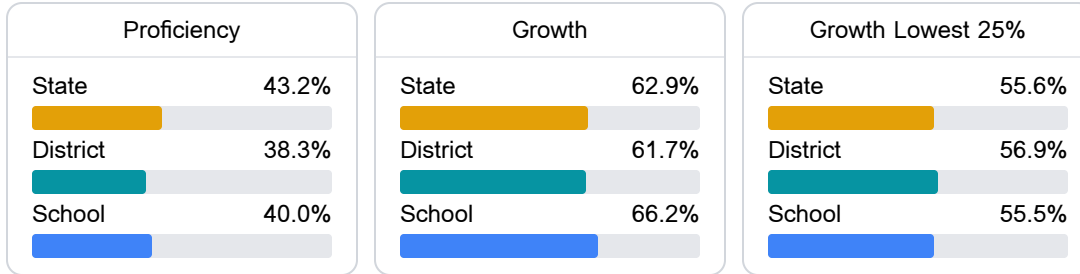 Proficiency
State 43.2%
District 38.3%
School 40.0%
Growth
State 62.9%
District 61.7%
School 66.2%
Growth Lowest 25%
State 55.6%
District 56.9%
School 55.5%